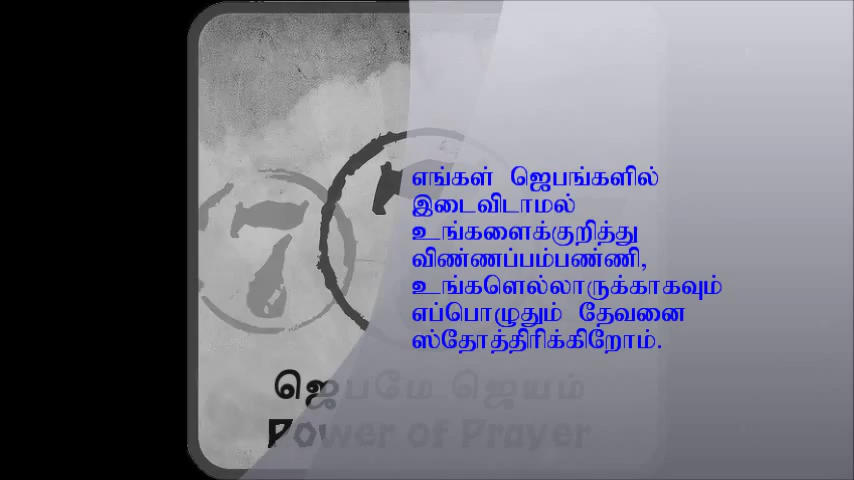 எங்கள் ஜெபங்களில்
இடைவிடாமல்
உங்களைக்குறித்து
விண்ணப்பம்பண்ணி,
உங்களெல்லாருக்காகவும்
எப்பொழுதும் தேவனை
ஸ்தோத்திரிக்கிறோம்.
ஜெபமே ஜெயம்
Power of Prayer